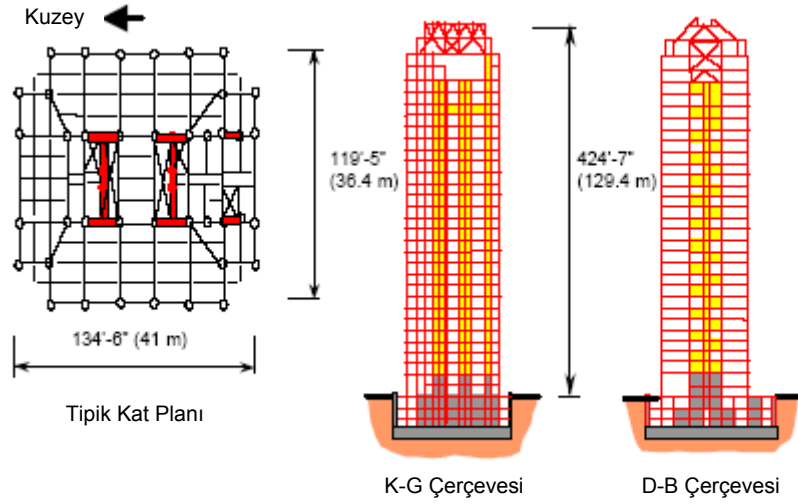 Kuzey
119'-5"
(36.4 m)
424'-7"
(129.4 m)
134'-6" (41 m)
Tipik Kat Planı
K-G Çerçevesi
D-B Çerçevesi